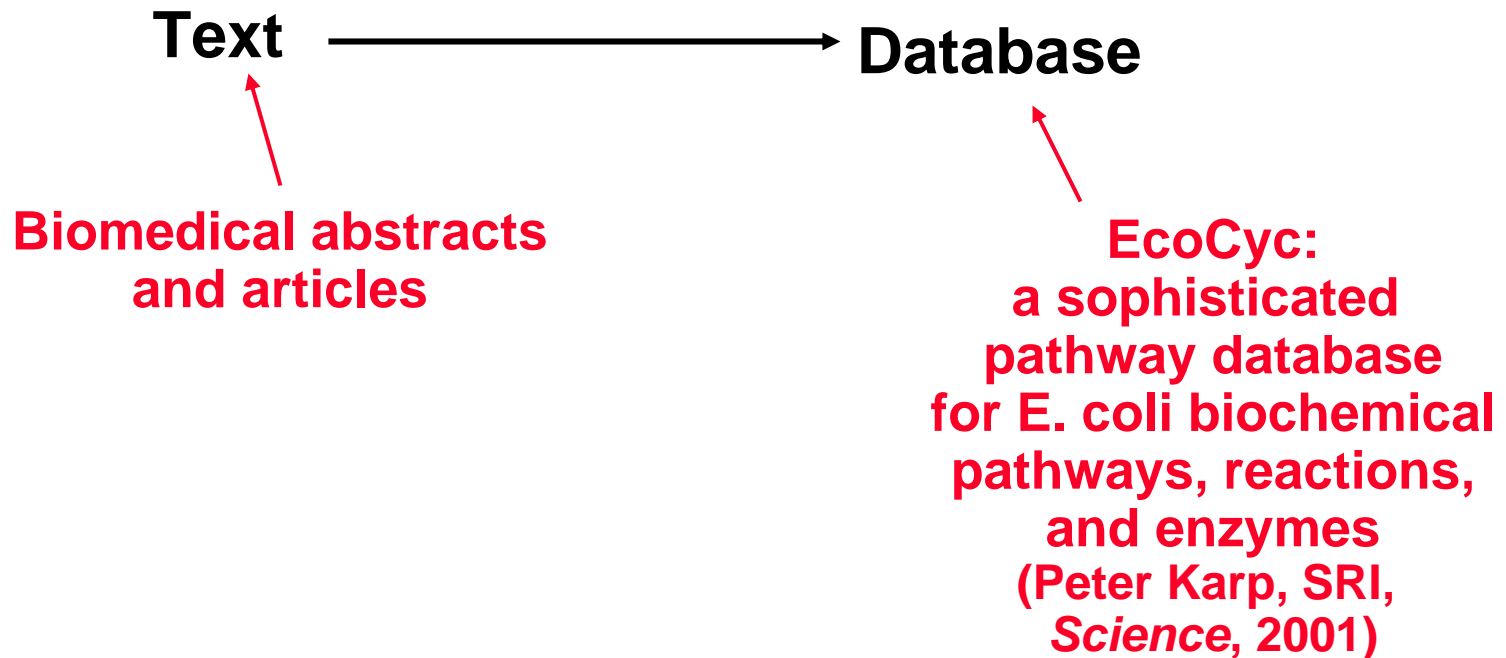 Text
Database
Biomedical abstracts
and articles
EcoCyc:
a sophisticated
pathway database
for E. coli biochemical
pathways, reactions,
and enzymes
(Peter Karp, SRI,
Science, 2001)